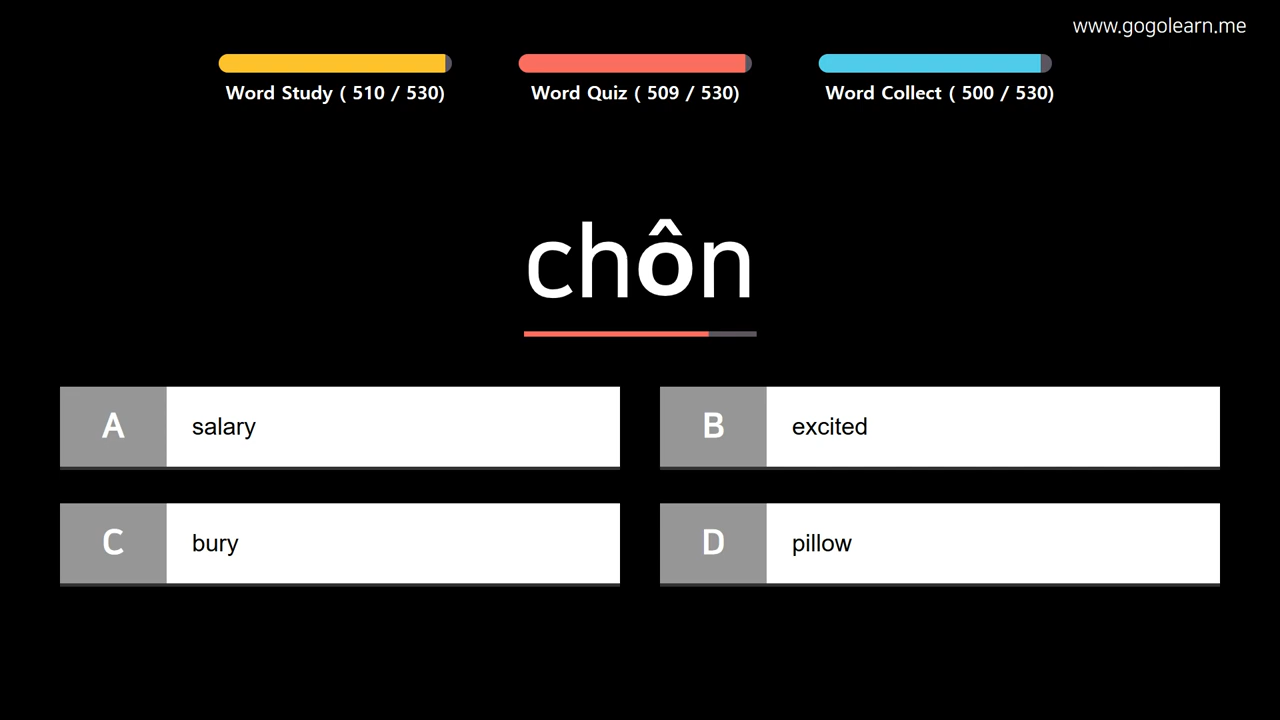 www.gogolearn.me
Word Study ( 510 / 530)
Word Quiz ( 509 / 530)
Word Collect ( 500 / 530)
chôn
A salary
B excited
C bury
D pillow